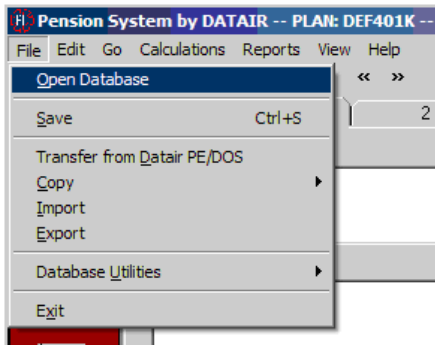 Pension System by DATAIR -- PLAN: DEF401K --
File Edit Go Calculations Reports View Help
Open Database
« »
Save Ctrl+S
2
Transfer from Datair PE/DOS
Copy
Import
Export
Database Utilities
Exit